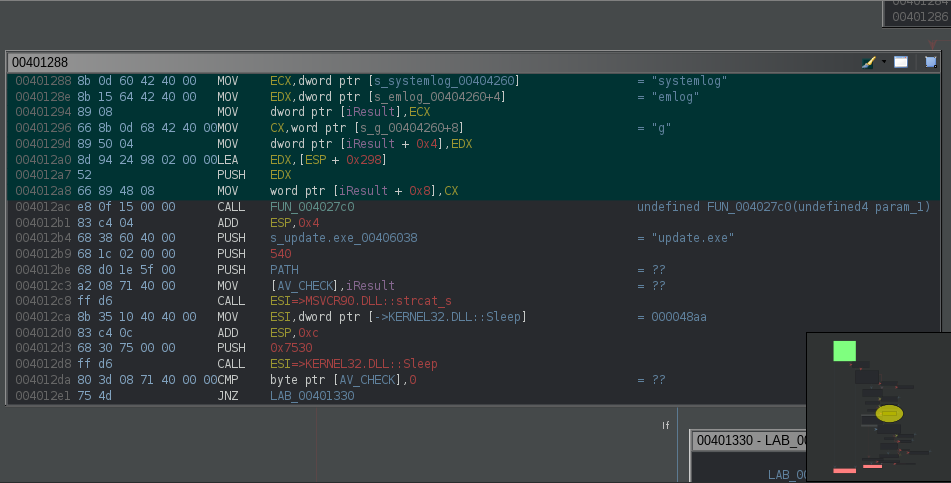 00401286
00401288
00401288 8b 0d 60 42 40 00 MOV ECX,dword ptr [s_systemlog_00404260] = "systemlog"
0040128e 8b 15 64 42 40 00 MOV EDX,dword ptr [s_emlog_00404260+4] = "emlog"
00401294 89 08 MOV dword ptr [iResult],ECX
00401296 66 8b 0d 68 42 40 00MOV CX,word ptr [s_g_00404260+8] = "g"
0040129d 89 50 04 MOV dword ptr [iResult + 0x4],EDX
004012a0 8d 94 24 98 02 00 00LEA EDX,[ESP + 0x298]
004012a7 52 PUSH EDX
004012a8 66 89 48 08 MOV word ptr [iResult + 0x8],CX
004012ac e8 0f 15 00 00 CALL FUN_004027c0 undefined FUN_004027c0(undefined4 param_1)
004012b1 83 c4 04 ADD ESP,0x4
004012b4 68 38 60 40 00 PUSH s_update.exe_00406038 = "update.exe"
004012b9 68 1c 02 00 00 PUSH 540
004012be 68 d0 1e 5f 00 PUSH PATH = ??
004012c3 a2 08 71 40 00 MOV [AV_CHECK],iResult = ??
004012c8 ff d6 CALL ESI=>MSVCR90.DLL::strcat_s
004012ca 8b 35 10 40 40 00 MOV ESI,dword ptr [->KERNEL32.DLL::Sleep] = 000048aa
004012d0 83 c4 0c ADD ESP,0xc
004012d3 68 30 75 00 00 PUSH 0x7530
004012d8 ff d6 CALL ESI=>KERNEL32.DLL::Sleep
004012da 80 3d 08 71 40 00 00CMP byte ptr [AV_CHECK],0 = ??
004012e1 75 4d JNZ LAB_00401330
If
00401330 - LAB_00
LAB_00